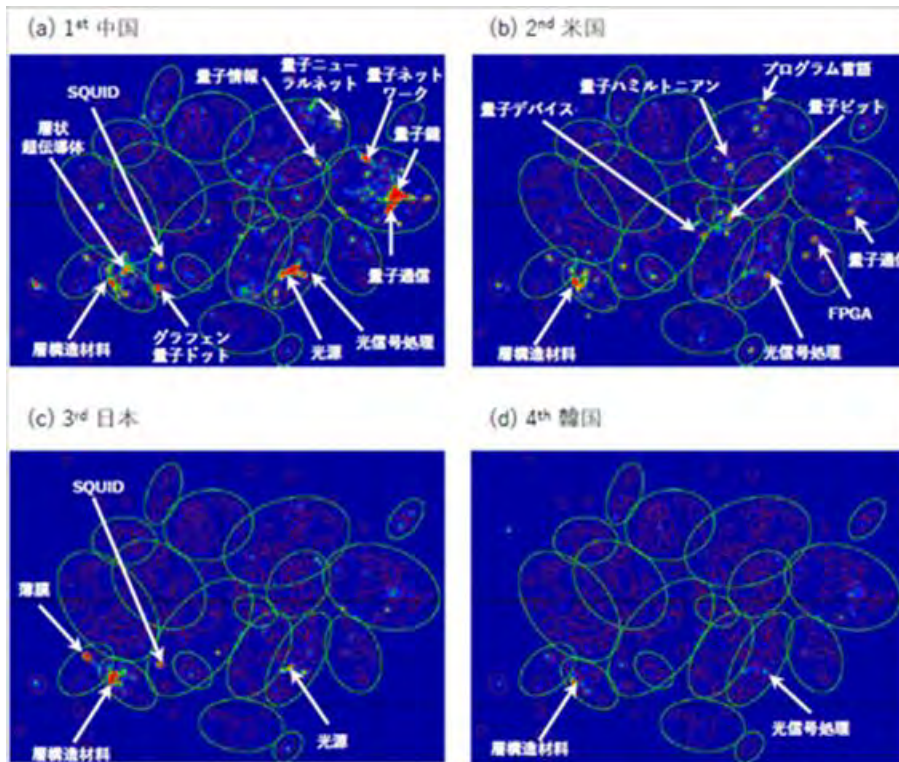 (a) 1st 中国
量子情報
量子ニュー
ラルネット
量子ネット
ワーク
SQUID
量子鍵
層状
超伝導体
量子通信
層構造材料
グラフェン
量子ドット
光源
光信号処理
(b) 2nd 米国
プログラム言語
量子ハミルトニアン
量子デバイス
量子ビット
量子通信
FPGA
層構造材料
光信号処理
(c) 3rd 日本
SQUID
薄膜
光源
層構造材料
(d) 4th 韓国
光信号処理
層構造材料